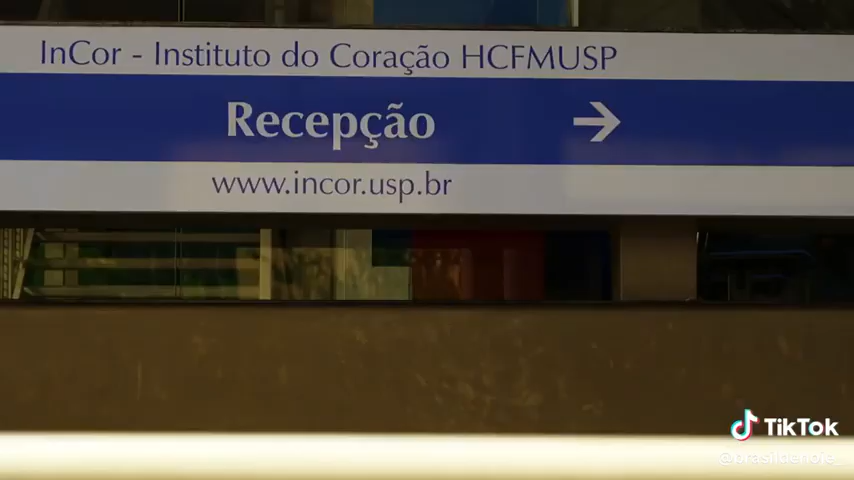 InCor - Instituto do Coração HCFMUSP
Recepção →
www.incor.usp.br
TikTok